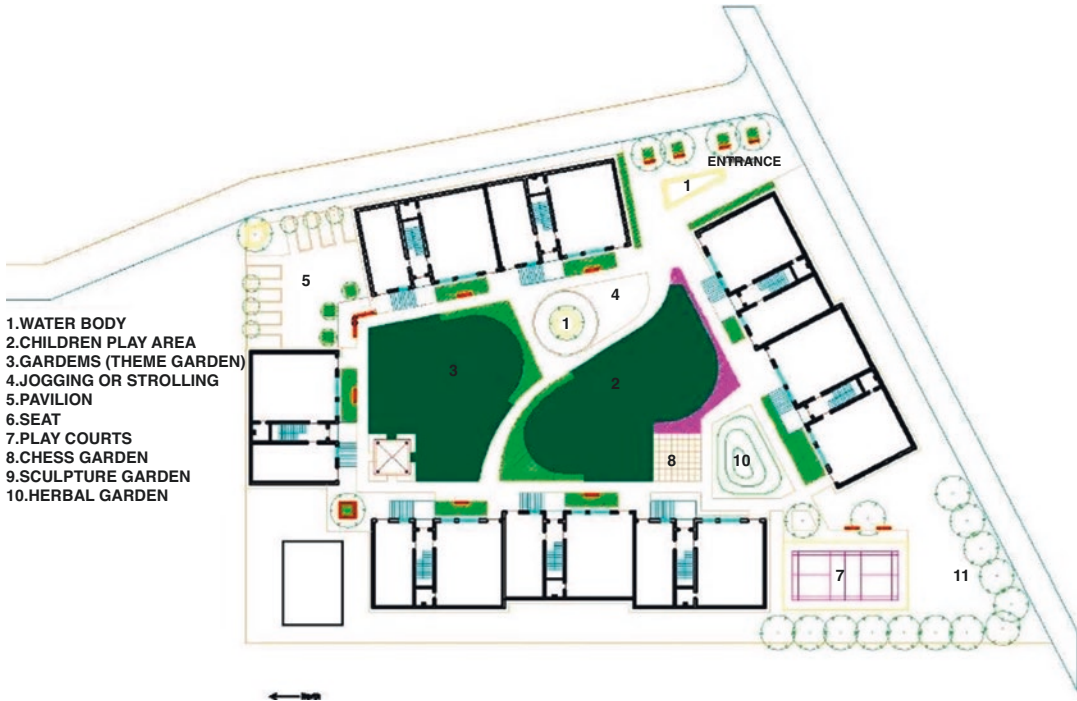 ENTRANCE
1
5
4
1
1.WATER BODY
2.CHILDREN PLAY AREA
3.GARDEMS (THEME GARDEN)
4.JOGGING OR STROLLING
5.PAVILION
6.SEAT
7.PLAY COURTS
8.CHESS GARDEN
9.SCULPTURE GARDEN
10.HERBAL GARDEN
3
2
8
10
7
11